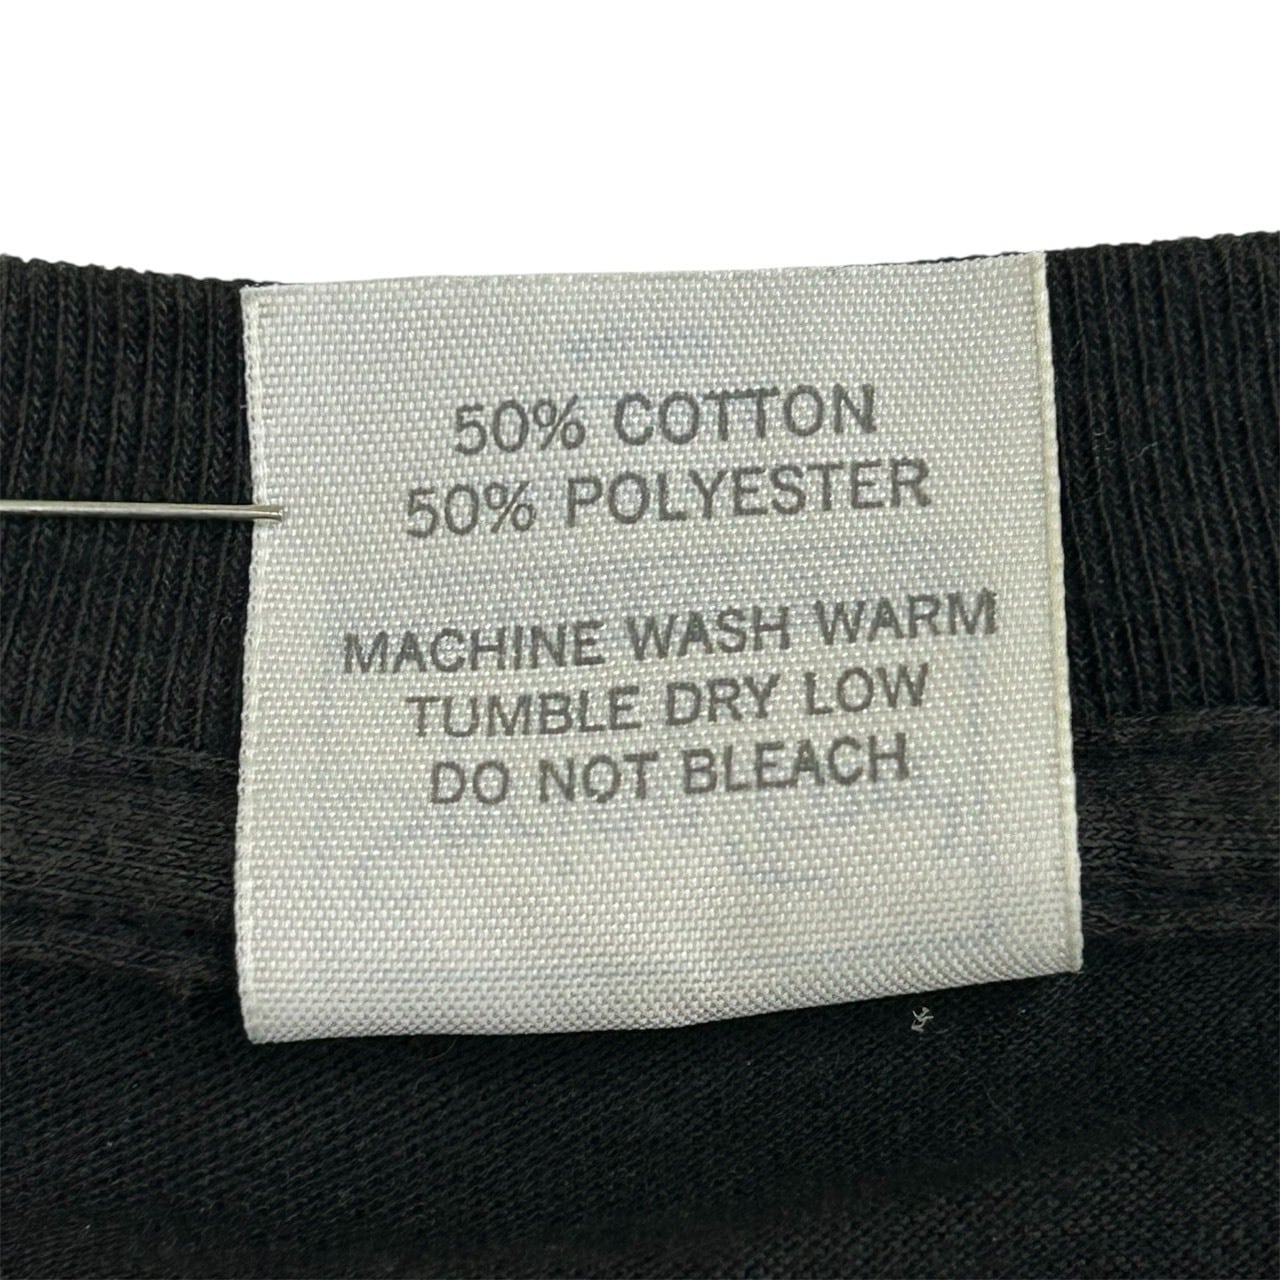 50% COTTON
50% POLYESTER
MACHINE WASH WARM
TUMBLE DRY LOW
DO NOT BLEACH